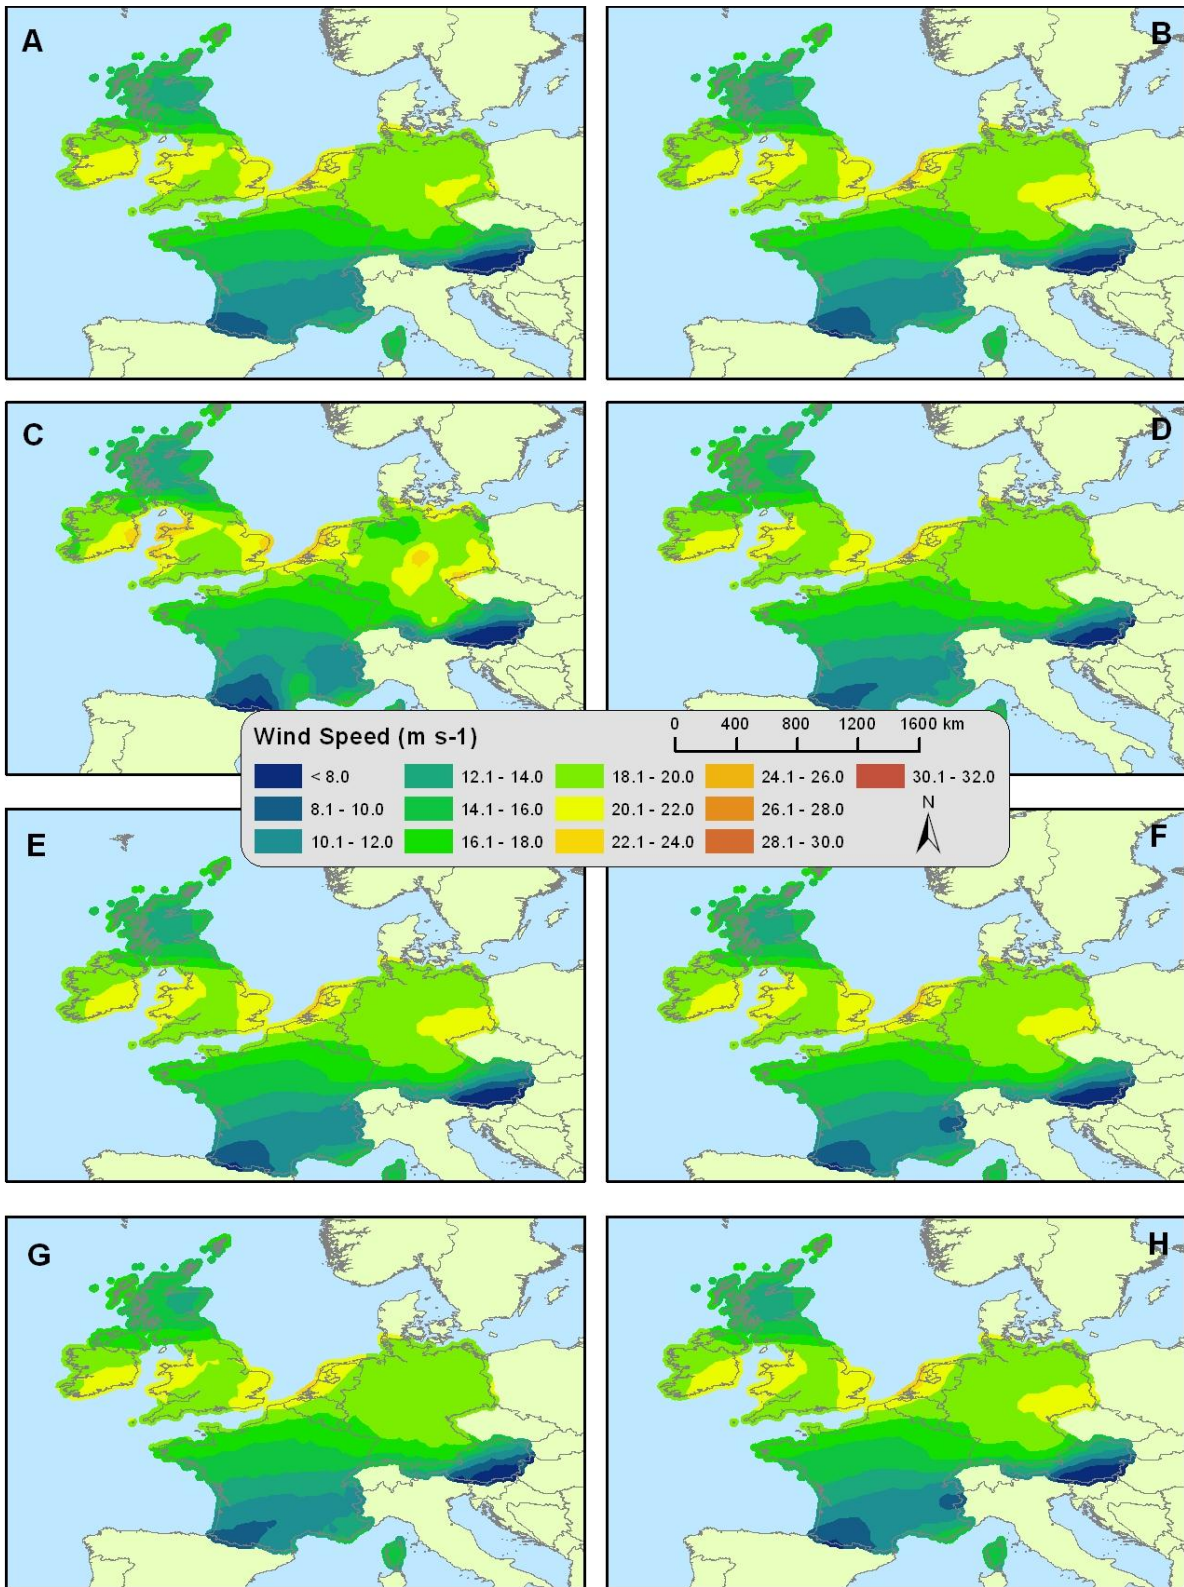 A
B
C
D
Wind Speed (m s-1)
0 400 800 1200 1600 km
< 8.0 12.1 - 14.0 18.1 - 20.0 24.1 - 26.0 30.1 - 32.0
8.1 - 10.0 14.1 - 16.0 20.1 - 22.0 26.1 - 28.0 N
10.1 - 12.0 16.1 - 18.0 22.1 - 24.0 28.1 - 30.0
E
F
G
H